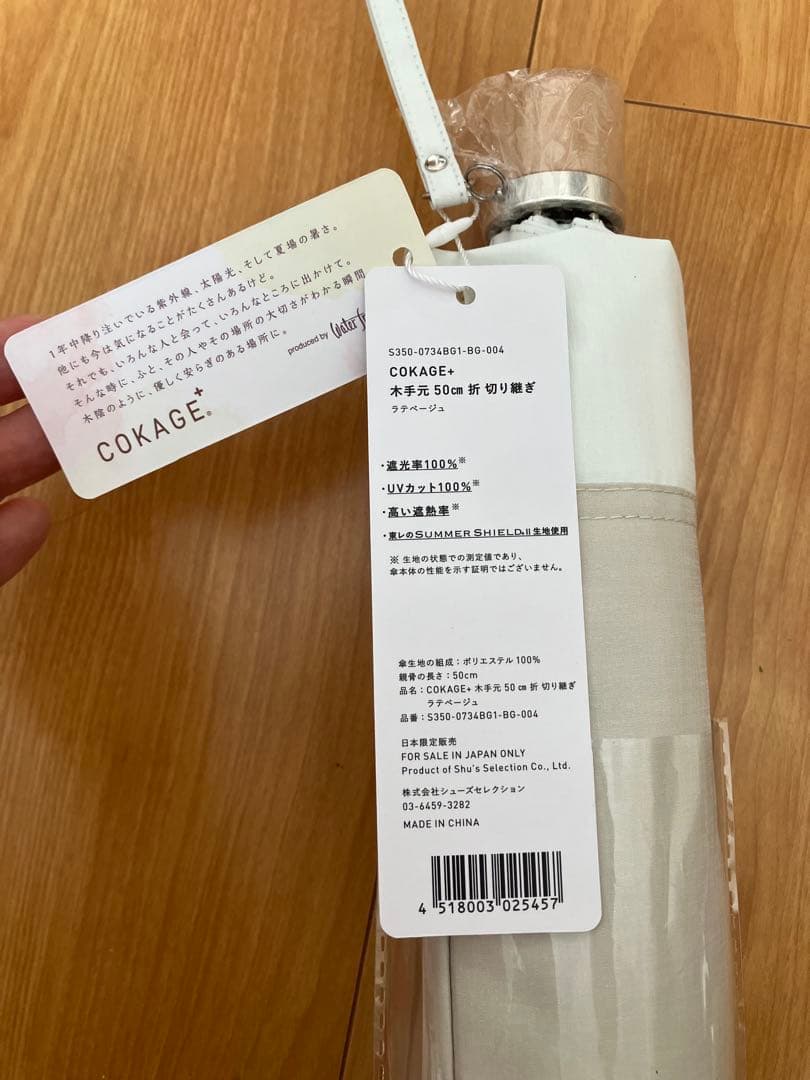 1年中降り注いでいる紫外線、太陽光、そして夏場の暑さ。
他にも今は気になることがたくさんあるけど。
それでも、いろんな人と会って、いろんなところに出かけて。
そんな時に、ふと、その人やその場所の大切さがわかる瞬間
木陰のように、優しく安らぎのある場所に。
produced by Water fr
COKAGE+®
S350-0734BG1-BG-004
COKAGE+
木手元 50㎝ 折 切り継ぎ
ラテベージュ
・遮光率100%※
・UVカット100%※
・高い遮熱率※
・東レのSUMMER SHIELD®II生地使用
※ 生地の状態での測定値であり、
傘本体の性能を示す証明ではございません。
傘生地の組成：ポリエステル 100%
親骨の長さ：50cm
品名：COKAGE+ 木手元 50 ㎝ 折 切り継ぎ
ラテベージュ
品番：S350-0734BG1-BG-004
日本限定販売
FOR SALE IN JAPAN ONLY
Product of Shu's Selection Co., Ltd.
株式会社シューズセレクション
03-6459-3282
MADE IN CHINA
4 518003 025457